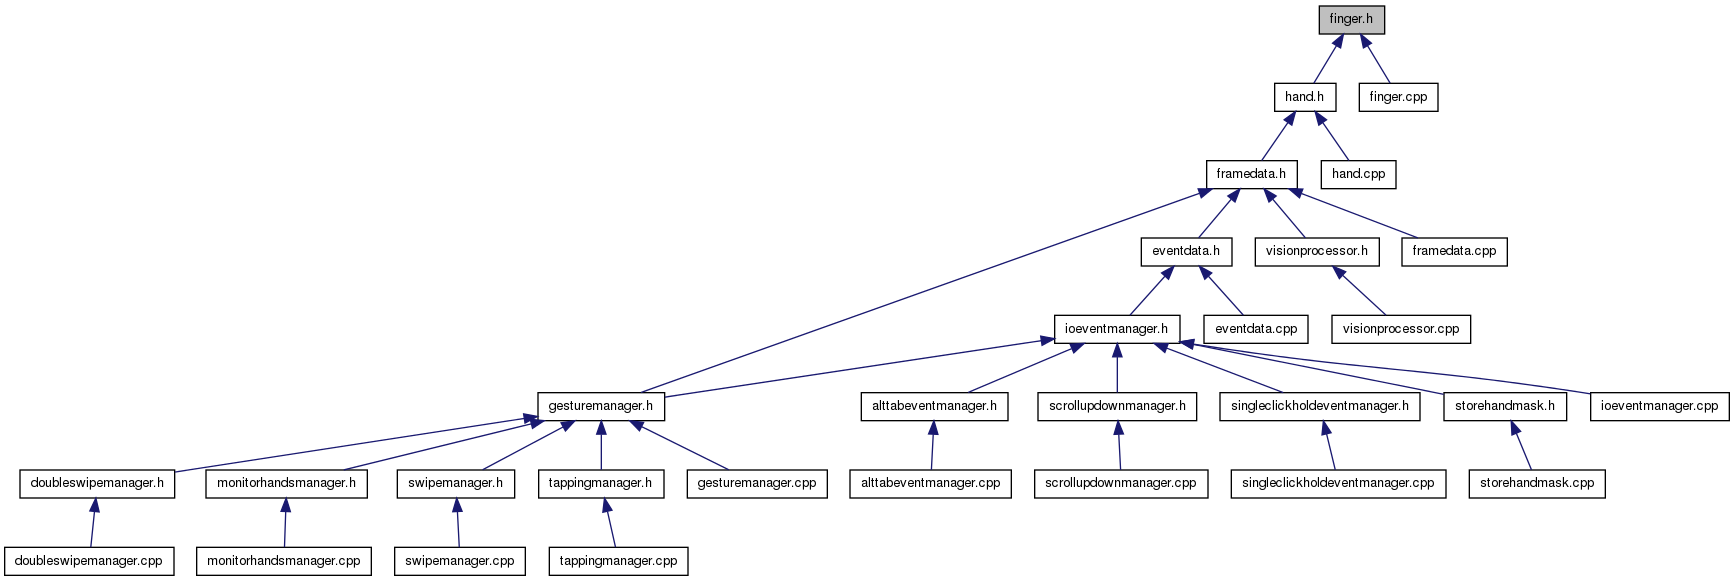 finger.h
hand.h
finger.cpp
framedata.h
hand.cpp
eventdata.h
visionprocessor.h
framedata.cpp
ioeventmanager.h
eventdata.cpp
visionprocessor.cpp
gesturemanager.h
alttabeventmanager.h
scrollupdownmanager.h
singleclickholdeventmanager.h
storehandmask.h
ioeventmanager.cpp
doubleswipemanager.h
monitorhandsmanager.h
swipemanager.h
tappingmanager.h
gesturemanager.cpp
alttabeventmanager.cpp
scrollupdownmanager.cpp
singleclickholdeventmanager.cpp
storehandmask.cpp
doubleswipemanager.cpp
monitorhandsmanager.cpp
swipemanager.cpp
tappingmanager.cpp